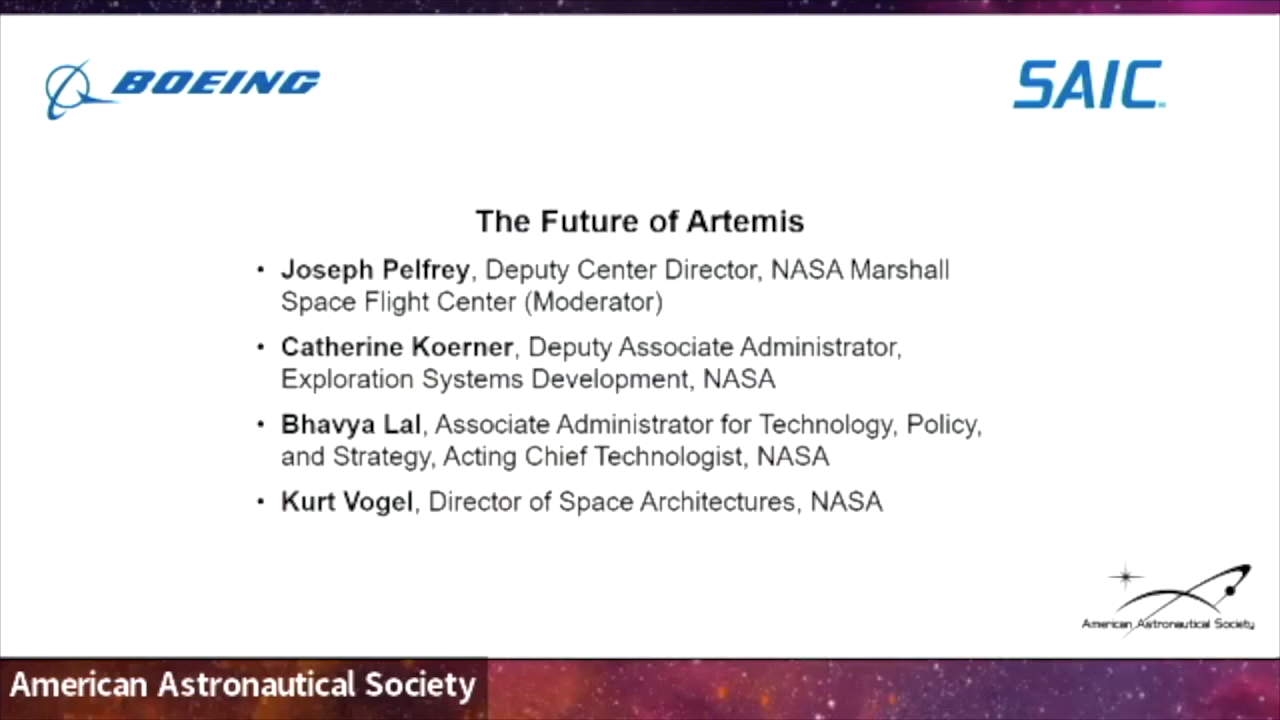 BOEING
SAIC
The Future of Artemis
• Joseph Pelfrey, Deputy Center Director, NASA Marshall
Space Flight Center (Moderator)
• Catherine Koerner, Deputy Associate Administrator,
Exploration Systems Development, NASA
• Bhavya Lal, Associate Administrator for Technology, Policy,
and Strategy, Acting Chief Technologist, NASA
• Kurt Vogel, Director of Space Architectures, NASA
American Astronautical Society
American Astronautical Society